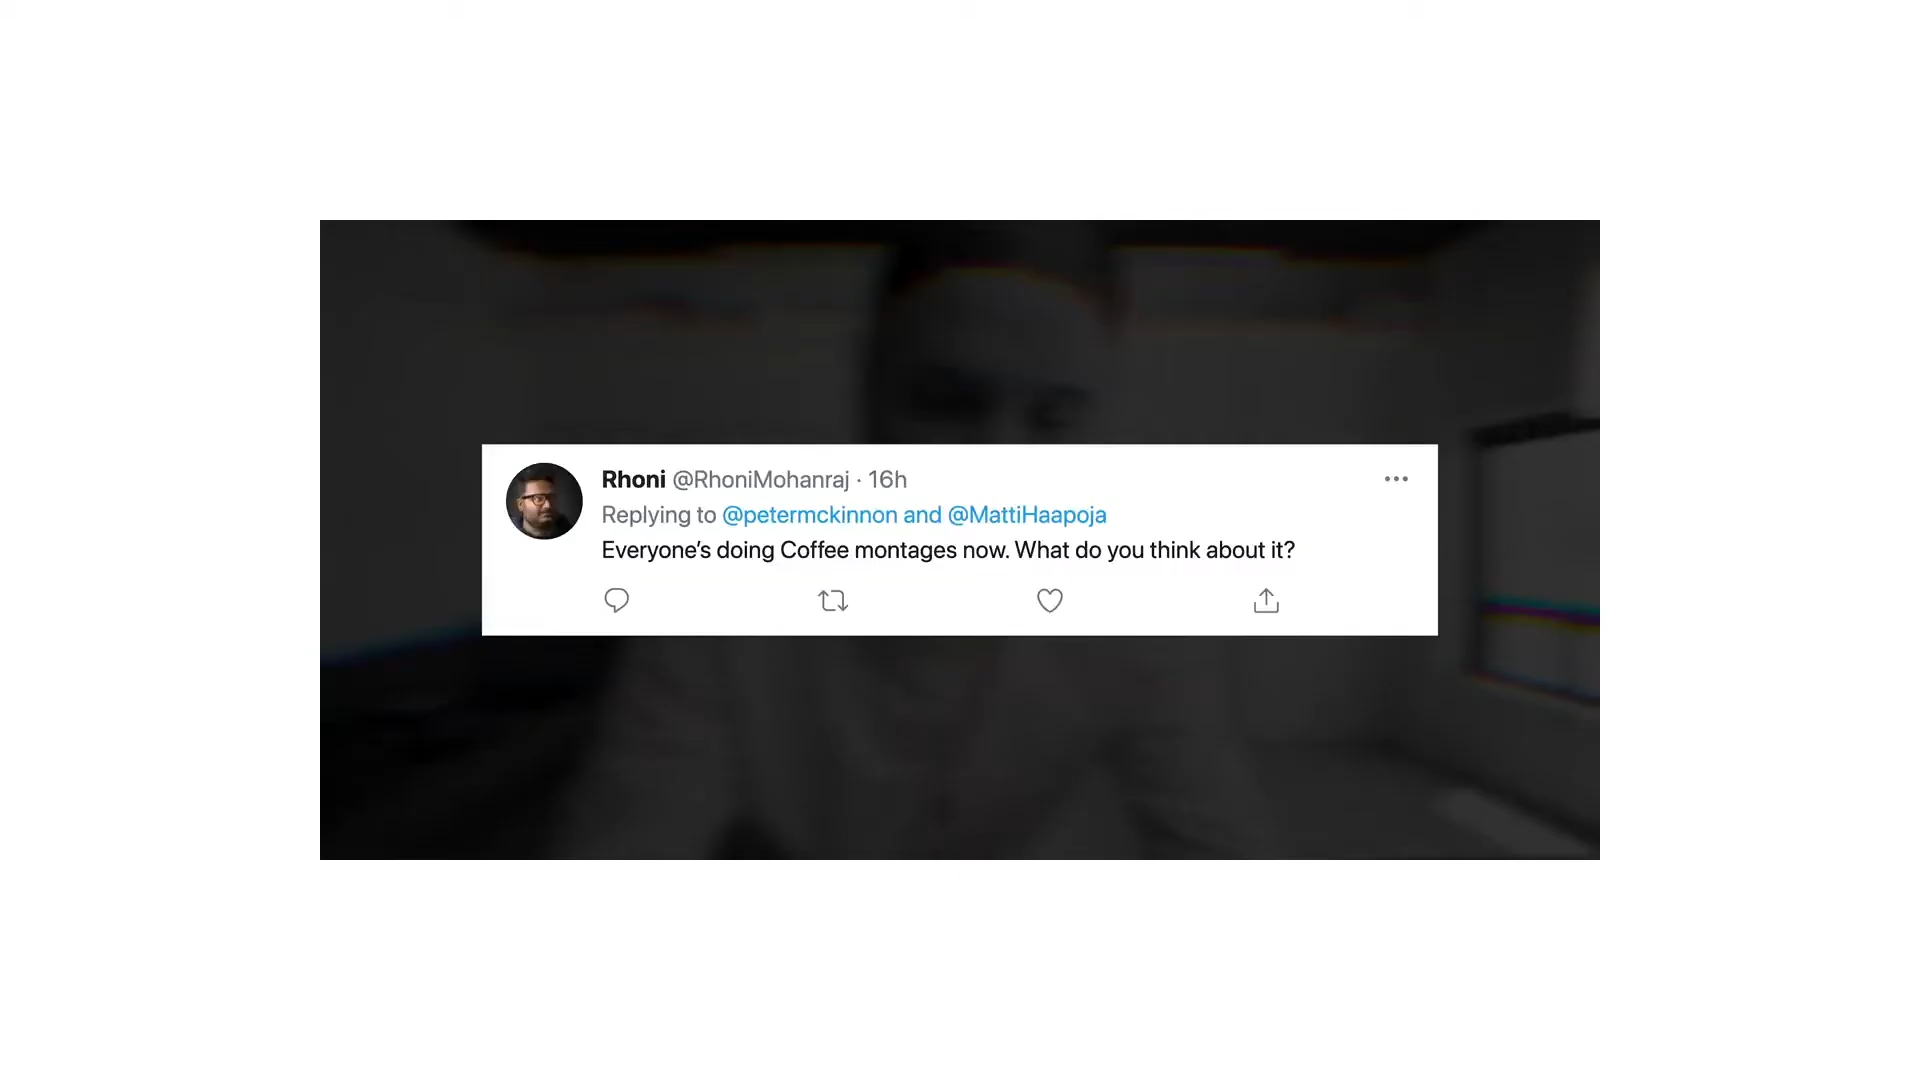 Rhoni @RhoniMohanraj · 16h
Replying to @petermckinnon and @MattiHaapoja
Everyone’s doing Coffee montages now. What do you think about it?